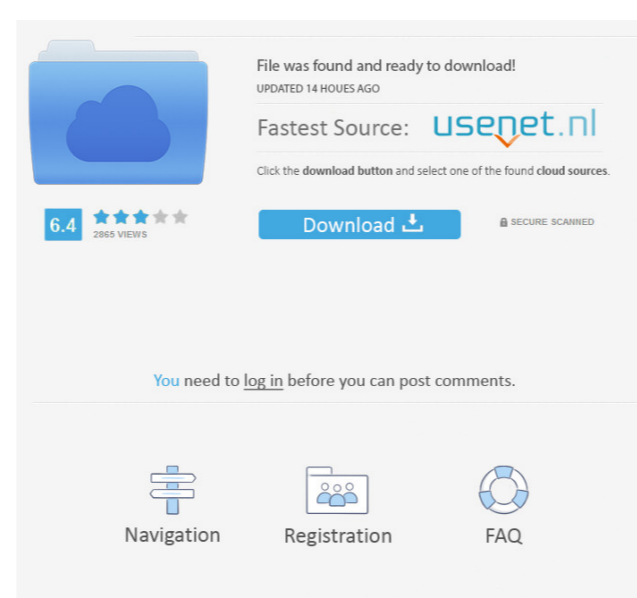 File was found and ready to download!
UPDATED 14 HOUES AGO
Fastest Source: usenet.nl
Click the download button and select one of the found cloud sources.
6.4
2865 VIEWS
Download
SECURE SCANNED
You need to log in before you can post comments.
Navigation
Registration
FAQ